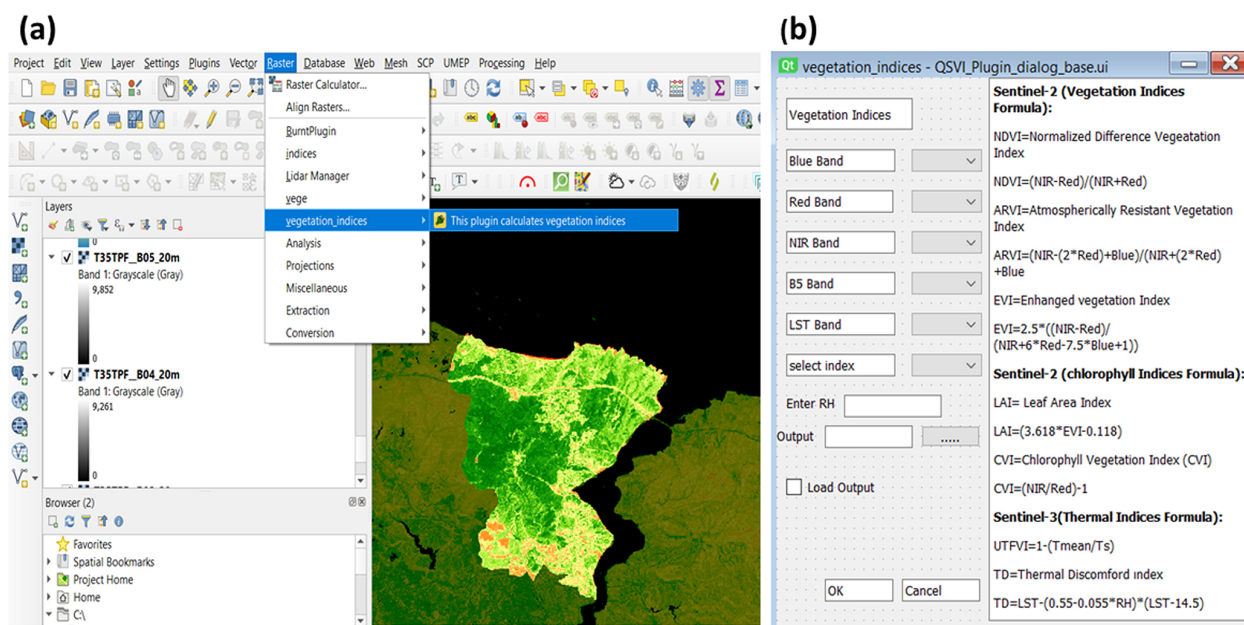 (a)
Project Edit View Layer Settings Plugins Vector Raster Database Web Mesh SCP UMEP Processing Help
Raster Calculator...
Align Rasters...
BurntPlugin
indices
Lidar Manager
vege
vegetation_indices
This plugin calculates vegetation indices
Analysis
Projections
Miscellaneous
Extraction
Conversion
Layers
0
T35TPF__B05_20m
Band 1: Grayscale (Gray)
9,852
0
T35TPF__B04_20m
Band 1: Grayscale (Gray)
9,261
0
Browser (2)
Favorites
Spatial Bookmarks
Project Home
Home
C:\
(b)
Qt vegetation_indices - QSVI_Plugin_dialog_base.ui
Vegetation Indices
Blue Band
Red Band
NIR Band
B5 Band
LST Band
select index
Enter RH
Output
.....
Load Output
OK
Cancel
Sentinel-2 (Vegetation Indices
Formula):
NDVI=Normalized Difference Vegeatation
Index
NDVI=(NIR-Red)/(NIR+Red)
ARVI=Atmospherically Resistant Vegetation
Index
ARVI=(NIR-(2*Red)+Blue)/(NIR+(2*Red)
+Blue
EVI=Enhanged vegetation Index
EVI=2.5*((NIR-Red)/
(NIR+6*Red-7.5*Blue+1))
Sentinel-2 (chlorophyll Indices Formula):
LAI= Leaf Area Index
LAI=(3.618*EVI-0.118)
CVI=Chlorophyll Vegetation Index (CVI)
CVI=(NIR/Red)-1
Sentinel-3(Thermal Indices Formula):
UTFVI=1-(Tmean/Ts)
TD=Thermal Discomford ındex
TD=LST-(0.55-0.055*RH)*(LST-14.5)